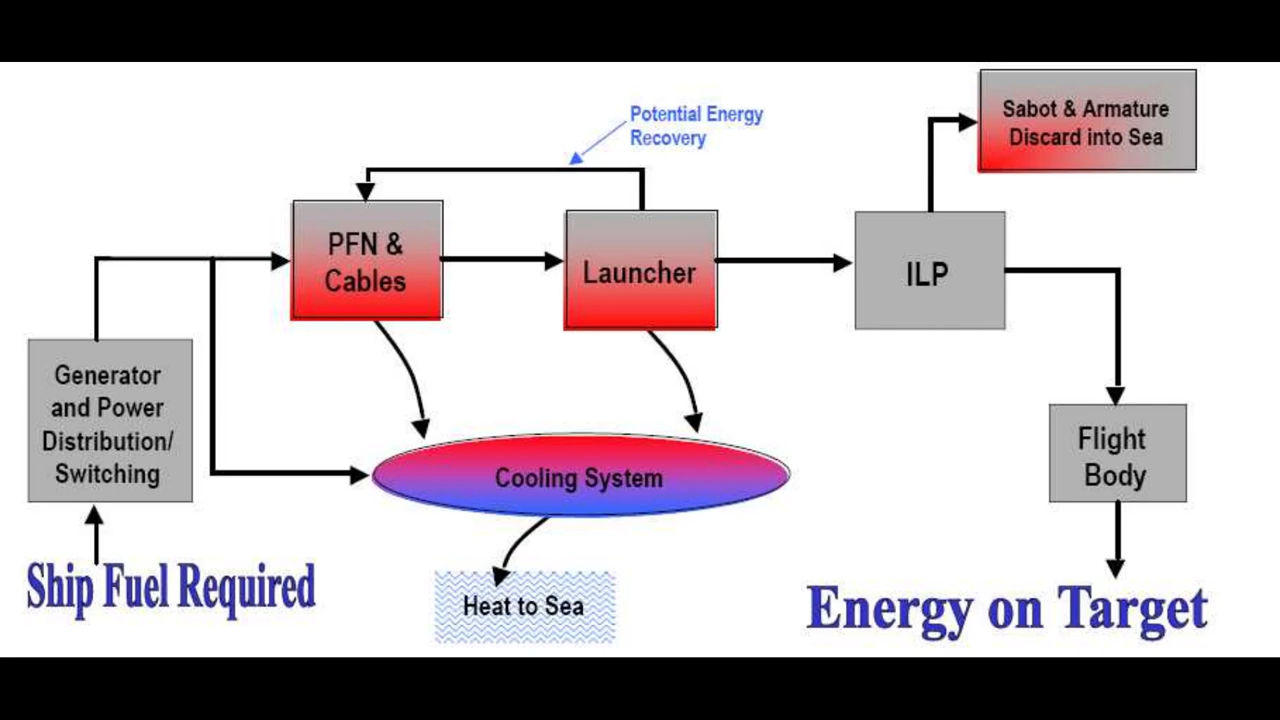 Potential Energy
Recovery
Sabot & Armature
Discard into Sea
PFN &
Cables
Launcher
ILP
Generator
and Power
Distribution/
Switching
Cooling System
Flight
Body
Ship Fuel Required
Heat to Sea
Energy on Target